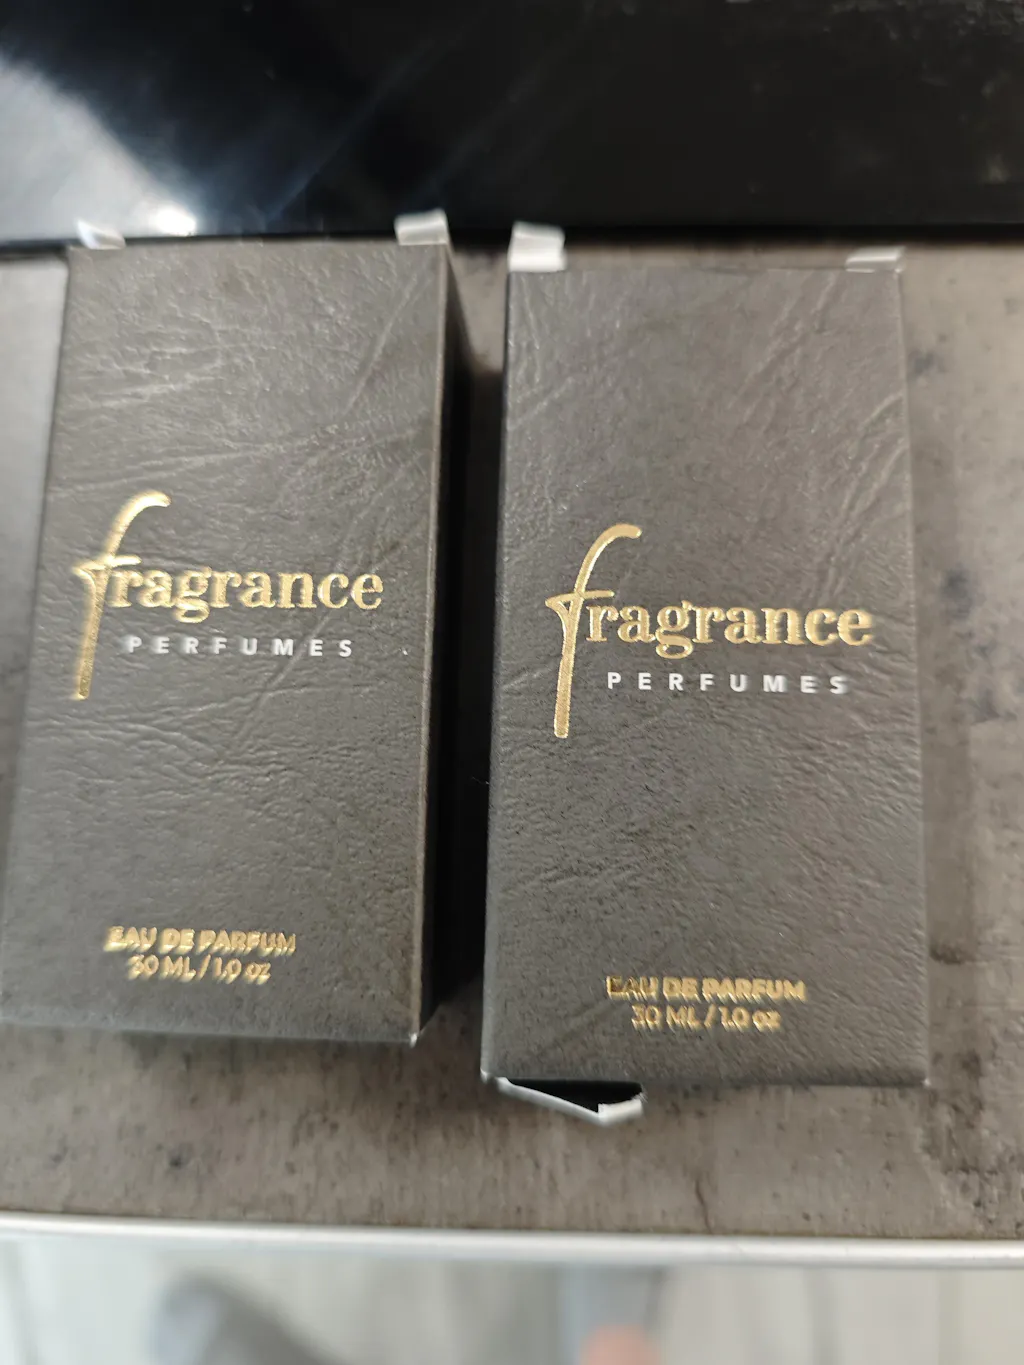 fragrance
PERFUMES
EAU DE PARFUM
30 ML / 1.0 oz
fragrance
PERFUMES
EAU DE PARFUM
30 ML / 1.0 oz